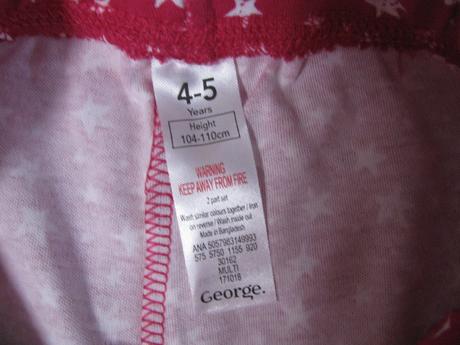 4-5
Years
Height
104-110cm
WARNING
KEEP AWAY FROM FIRE
2 part set
Wash similar colours together / Iron
on reverse / Wash inside out
Made in Bangladesh
ANA 5057983149993
575 5750 1155 920
30162
MULTI
171018
George.